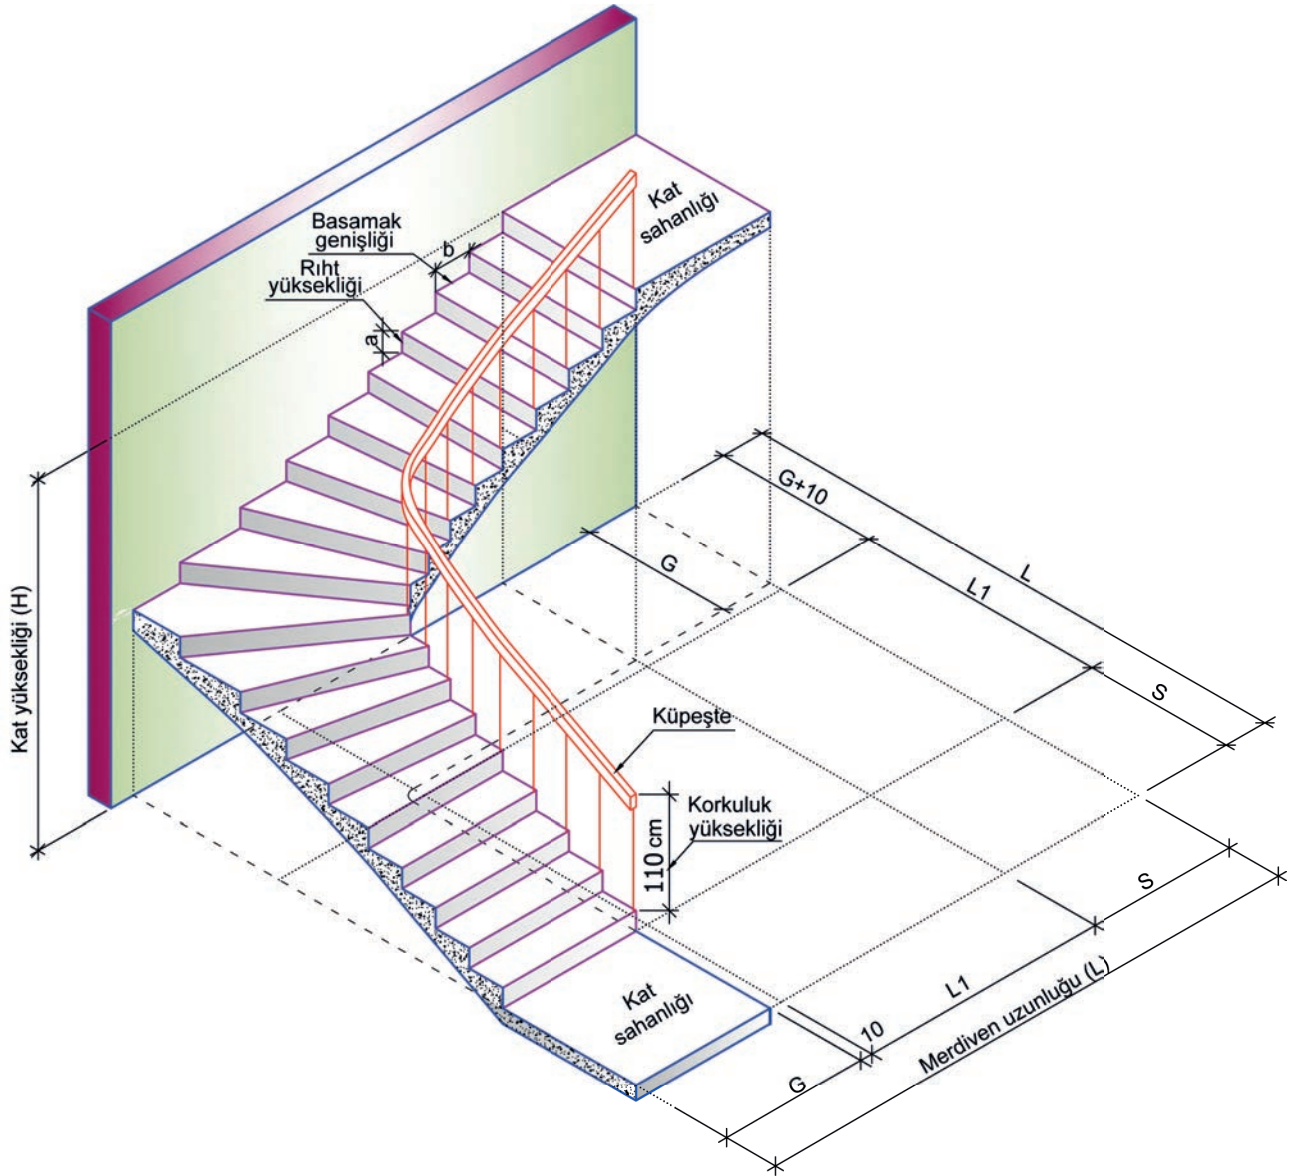 Kat
sahanlığı
Basamak
genişliği
b
Rıht
yüksekliği
a
G+10
L
G
L1
S
Kat yüksekliği (H)
Küpeşte
Korkuluk
yüksekliği
110 cm
S
Kat
sahanlığı
L1
10
Merdiven uzunluğu (L)
G